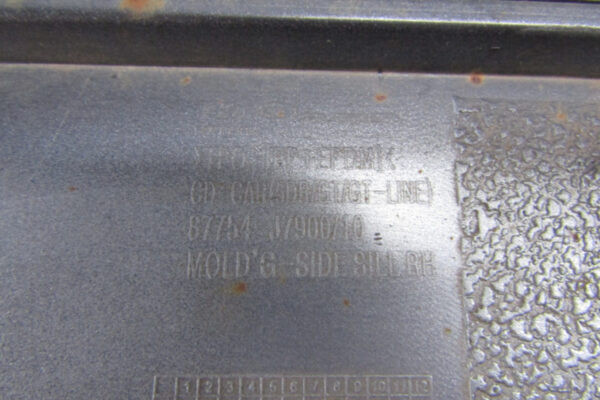 CD-CAR(5DR/GT/GT-LINE)
87754 J7900/10
MOLD'G-SIDE SILL RH
1 2 3 4 5 6 7 8 9 10 11 12